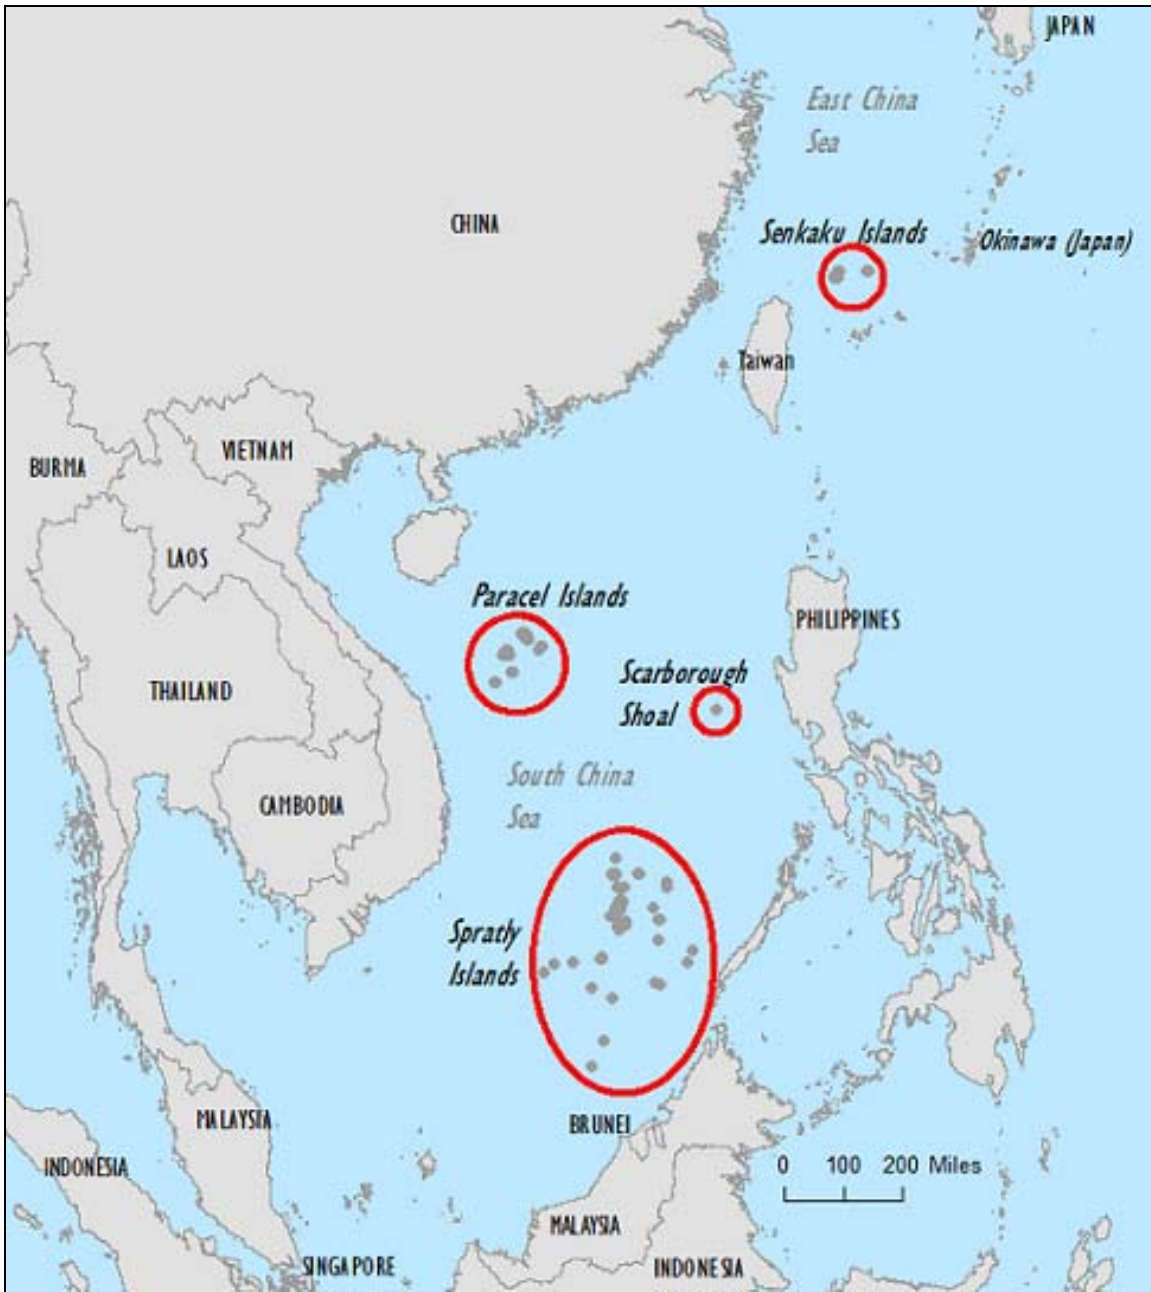 JAPAN
East China
Sea
CHINA
Senkaku Islands
Okinawa (Japan)
Taiwan
VIETNAM
BURMA
LAOS
Paracel Islands
PHILIPPINES
Scarborough
Shoal
THAILAND
South China
Sea
CAMBODIA
Spratly
Islands
MALAYSIA
BRUNEI
INDONESIA
0 100 200 Miles
MALAYSIA
SINGAPORE
INDONESIA